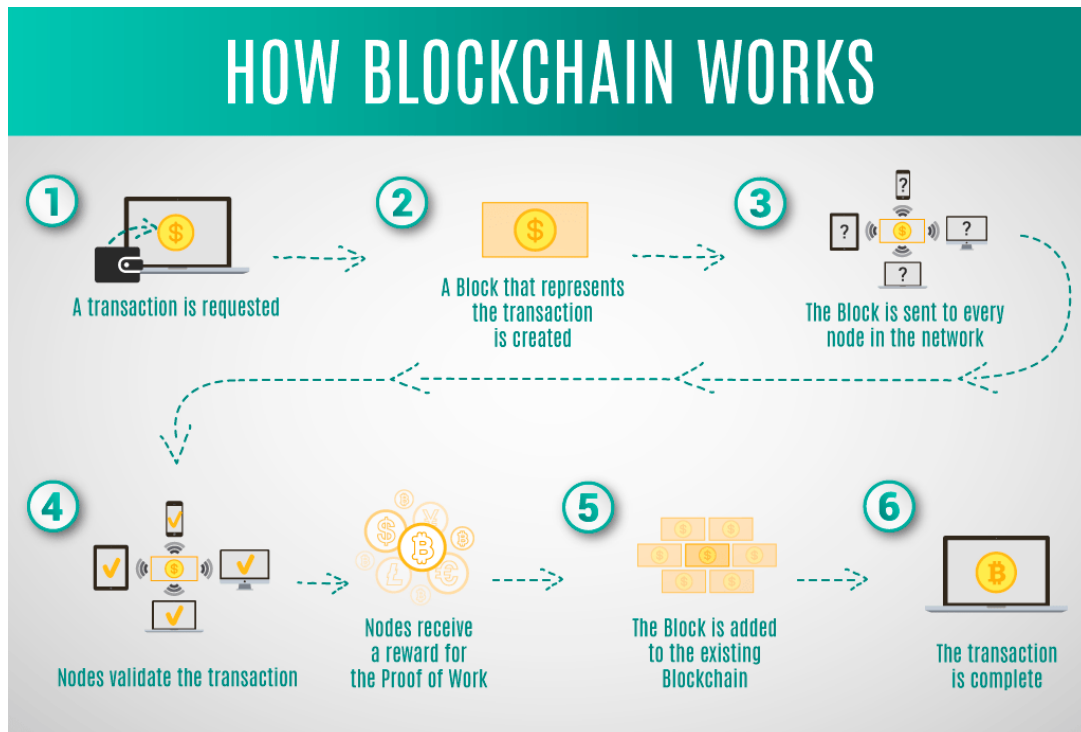 HOW BLOCKCHAIN WORKS
1
A transaction is requested
2
$
A Block that represents
the transaction
is created
3
?
?
$
?
?
The Block is sent to every
node in the network
4
$
Nodes validate the transaction
Nodes receive
a reward for
the Proof of Work
5
The Block is added
to the existing
Blockchain
6
The transaction
is complete